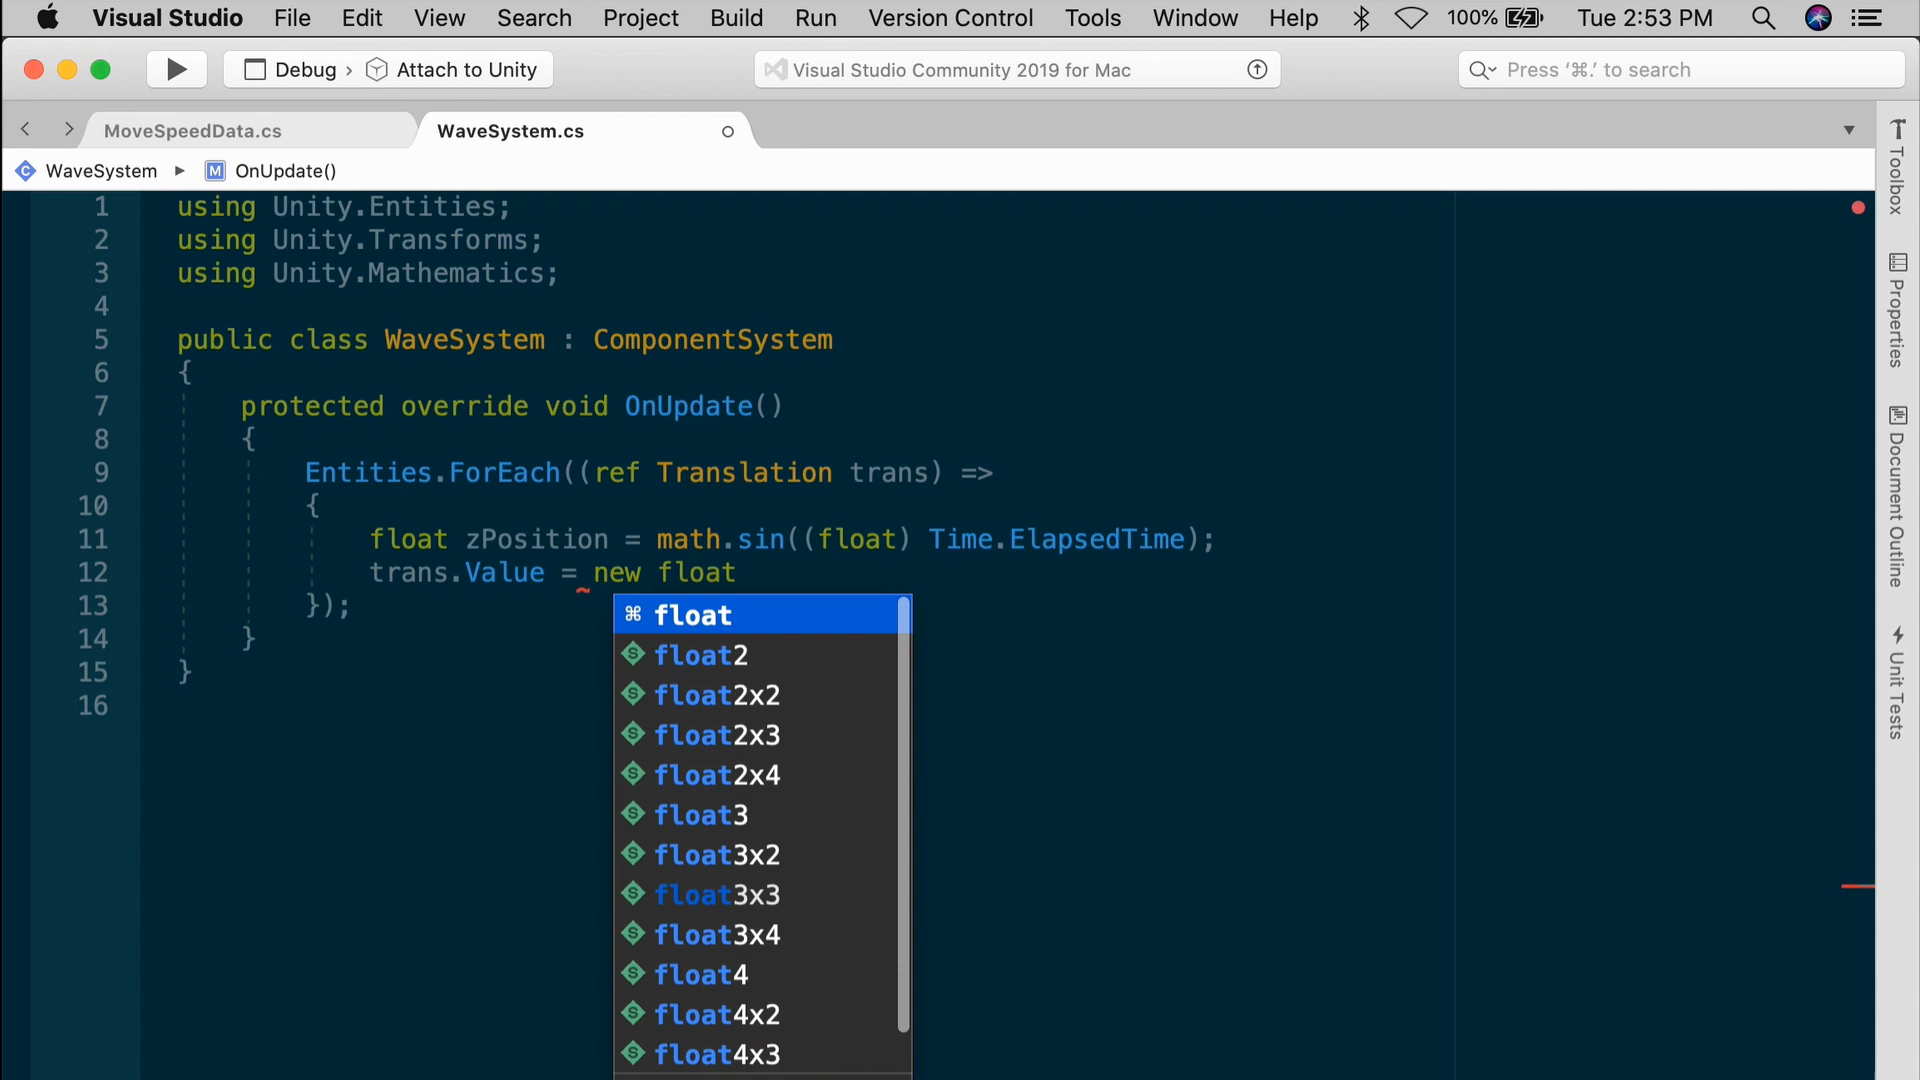 Visual Studio File Edit View Search Project Build Run Version Control Tools Window Help 100% Tue 2:53 PM
Debug › Attach to Unity Visual Studio Community 2019 for Mac Press ‘⌘.’ to search
MoveSpeedData.cs WaveSystem.cs
WaveSystem M OnUpdate()
1 using Unity.Entities;
2 using Unity.Transforms;
3 using Unity.Mathematics;
4
5 public class WaveSystem : ComponentSystem
6 {
7 protected override void OnUpdate()
8 {
9 Entities.ForEach((ref Translation trans) =>
10 {
11 float zPosition = math.sin((float) Time.ElapsedTime);
12 trans.Value = new float
13 });
14 }
15 }
16
⌘ float
S float2
S float2x2
S float2x3
S float2x4
S float3
S float3x2
S float3x3
S float3x4
S float4
S float4x2
S float4x3
Toolbox
Properties
Document Outline
Unit Tests